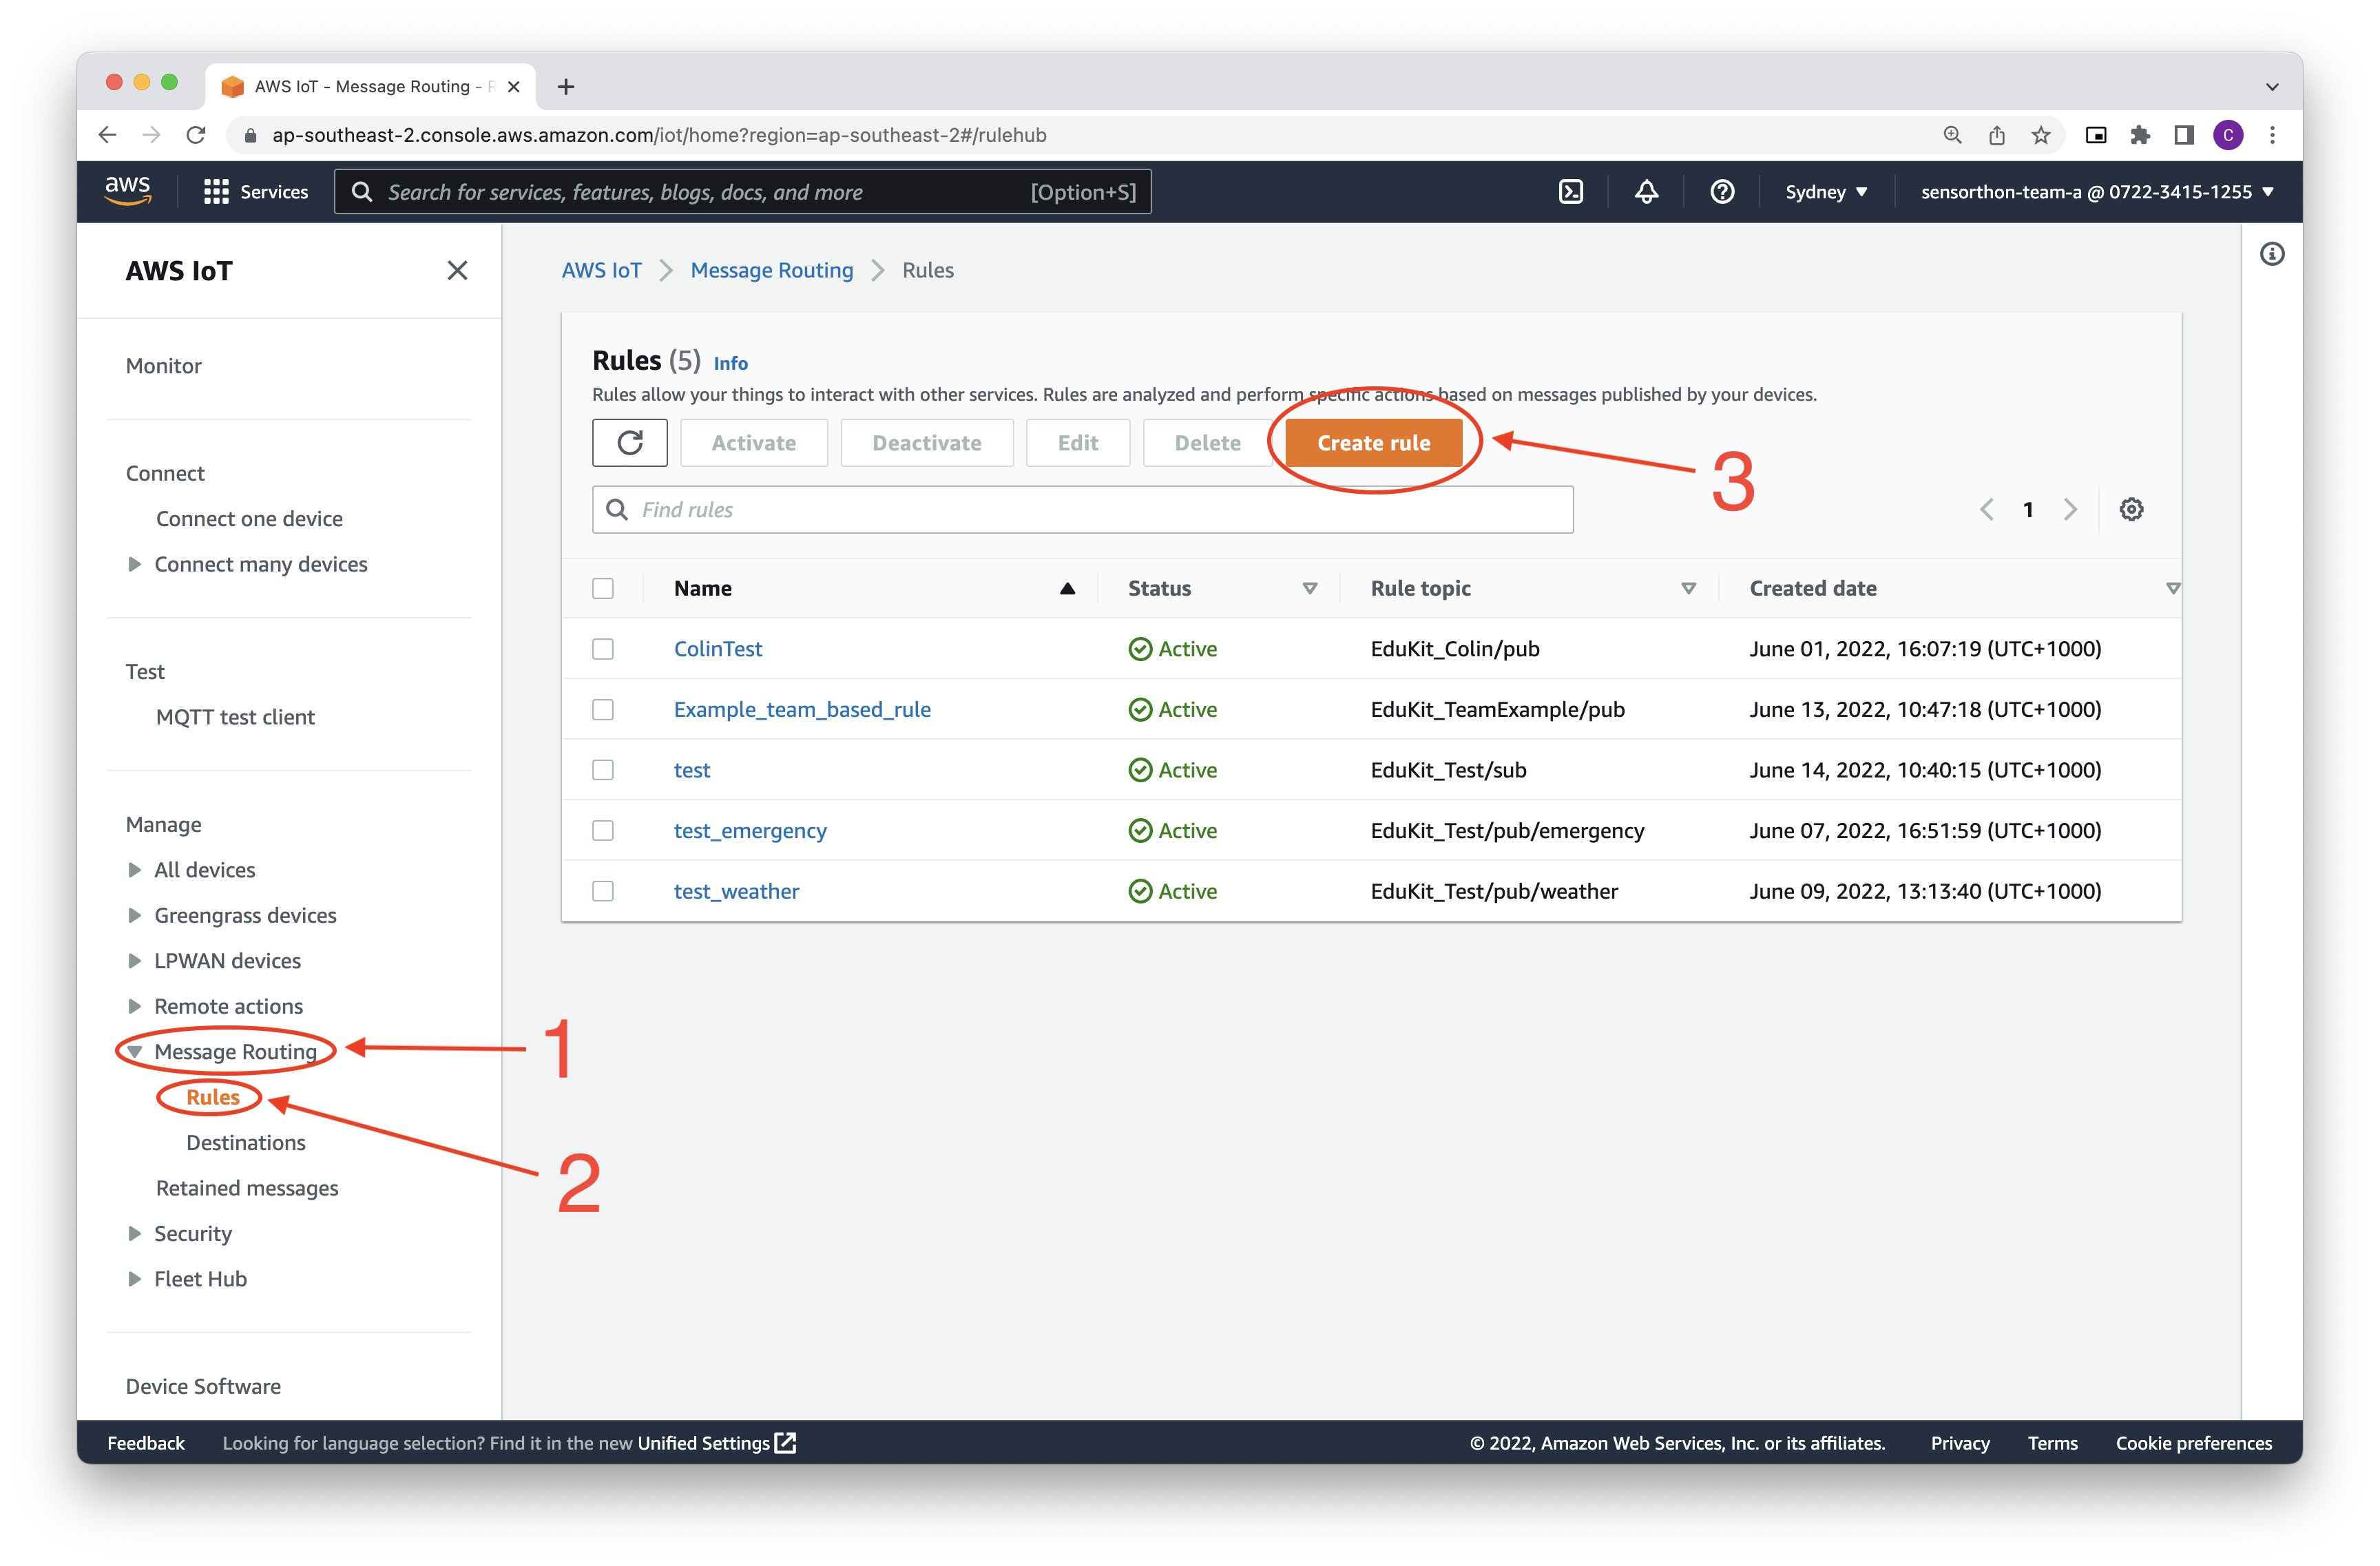 AWS IoT - Message Routing - R
ap-southeast-2.console.aws.amazon.com/iot/home?region=ap-southeast-2#/rulehub
C
aws
Services
Search for services, features, blogs, docs, and more
[Option+S]
Sydney
sensorthon-team-a @ 0722-3415-1255
AWS IoT
Monitor
Connect
Connect one device
Connect many devices
Test
MQTT test client
Manage
All devices
Greengrass devices
LPWAN devices
Remote actions
Message Routing
1
Rules
2
Destinations
Retained messages
Security
Fleet Hub
Device Software
AWS IoT > Message Routing > Rules
Rules (5) Info
Rules allow your things to interact with other services. Rules are analyzed and perform specific actions based on messages published by your devices.
Activate Deactivate Edit Delete Create rule
3
Find rules
1
Name Status Rule topic Created date
ColinTest Active EduKit_Colin/pub June 01, 2022, 16:07:19 (UTC+1000)
Example_team_based_rule Active EduKit_TeamExample/pub June 13, 2022, 10:47:18 (UTC+1000)
test Active EduKit_Test/sub June 14, 2022, 10:40:15 (UTC+1000)
test_emergency Active EduKit_Test/pub/emergency June 07, 2022, 16:51:59 (UTC+1000)
test_weather Active EduKit_Test/pub/weather June 09, 2022, 13:13:40 (UTC+1000)
Feedback Looking for language selection? Find it in the new Unified Settings
© 2022, Amazon Web Services, Inc. or its affiliates. Privacy Terms Cookie preferences